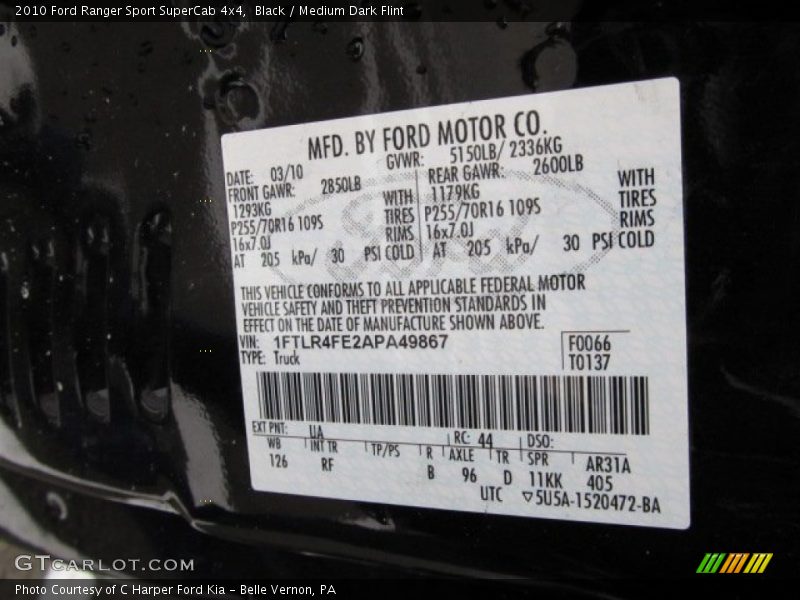 2010 Ford Ranger Sport SuperCab 4x4, Black / Medium Dark Flint
MFD. BY FORD MOTOR CO.
DATE: 03/10 GVWR: 5150LB/ 2336KG
FRONT GAWR: 2850LB REAR GAWR: 2600LB
1293KG WITH 1179KG WITH
P255/70R16 109S TIRES P255/70R16 109S TIRES
16x7.0J RIMS 16x7.0J RIMS
AT 205 kPa/ 30 PSI COLD AT 205 kPa/ 30 PSI COLD
THIS VEHICLE CONFORMS TO ALL APPLICABLE FEDERAL MOTOR
VEHICLE SAFETY AND THEFT PREVENTION STANDARDS IN
EFFECT ON THE DATE OF MANUFACTURE SHOWN ABOVE.
VIN: 1FTLR4FE2APA49867 F0066
TYPE: Truck T0137
EXT PNT: UA RC: 44 DSO:
WB INT TR TP/PS R AXLE TR SPR AR31A
126 RF B 96 D 11KK 405
UTC ▽5U5A-1520472-BA
GTCARLOT.COM
Photo Courtesy of C Harper Ford Kia - Belle Vernon, PA